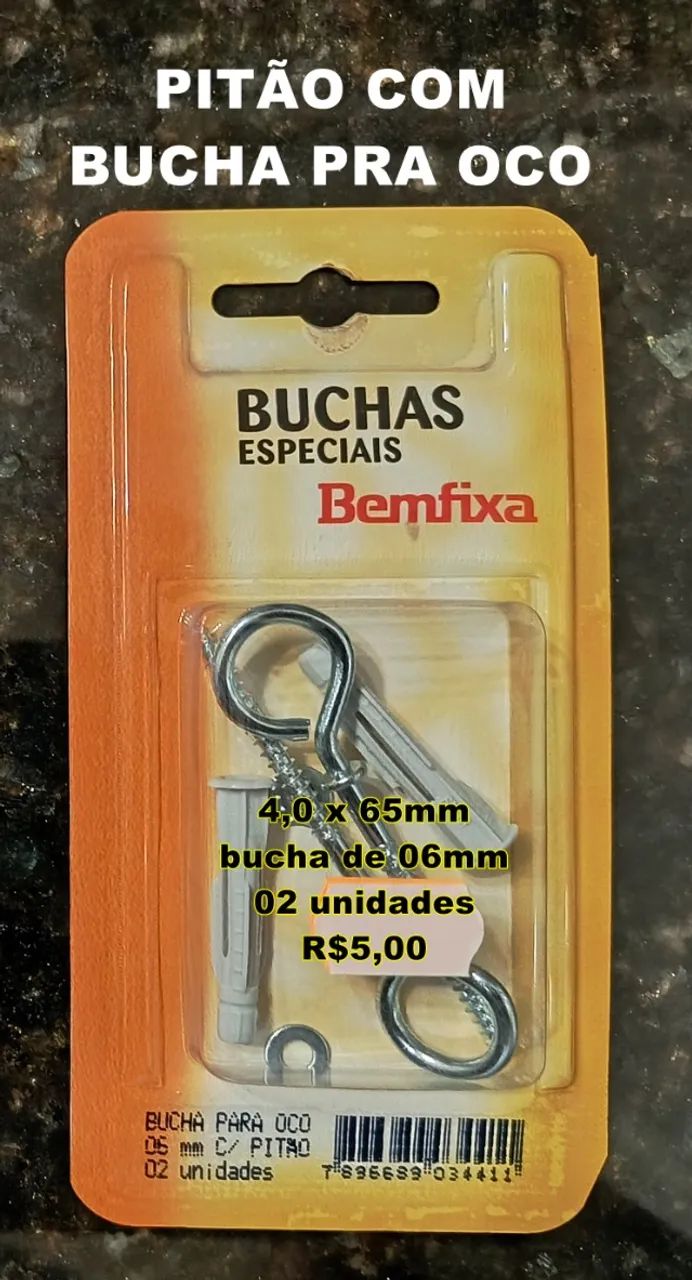 PITÃO COM
BUCHA PRA OCO
BUCHAS
ESPECIAIS
Bemfixa
4,0 x 65mm
bucha de 06mm
02 unidades
R$5,00
BUCHA PARA OCO
06 mm C/ PITÃO
02 unidades
7 896689 034411